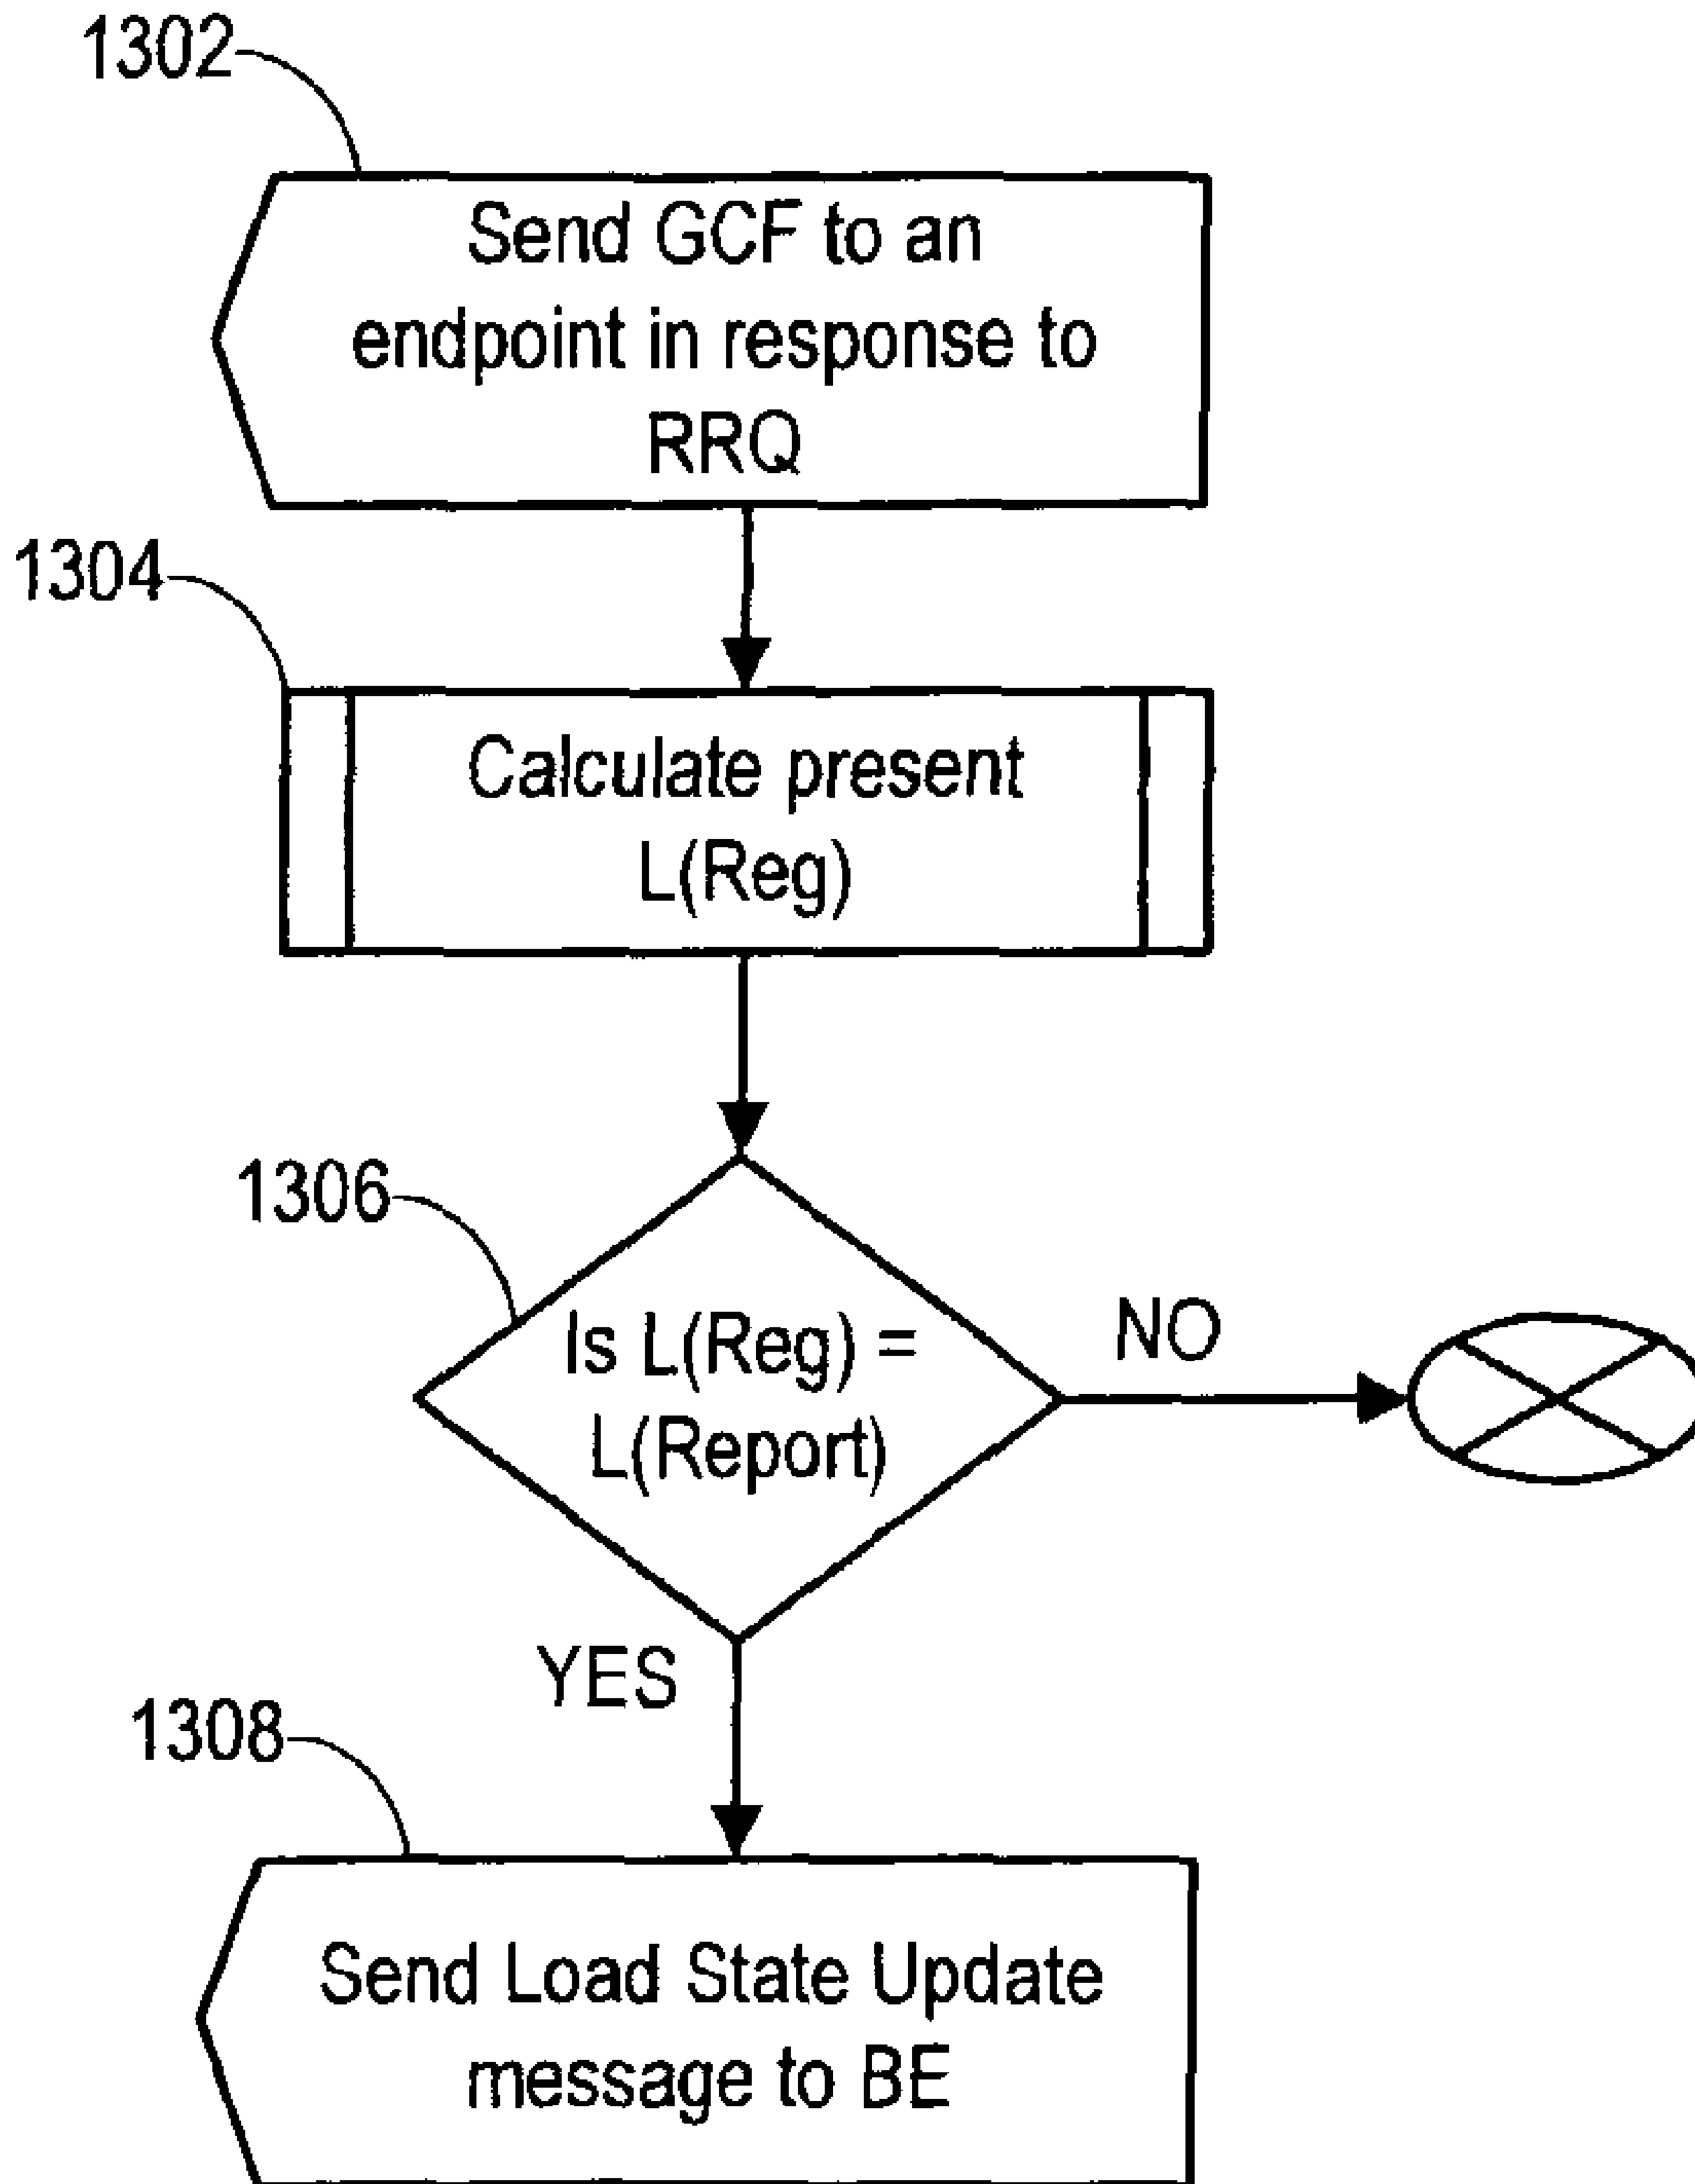 1302
Send GCF to an
endpoint in response to
RRQ
1304
Calculate present
L(Reg)
1306
Is L(Reg) =
L(Report)
NO
YES
1308
Send Load State Update
message to BE